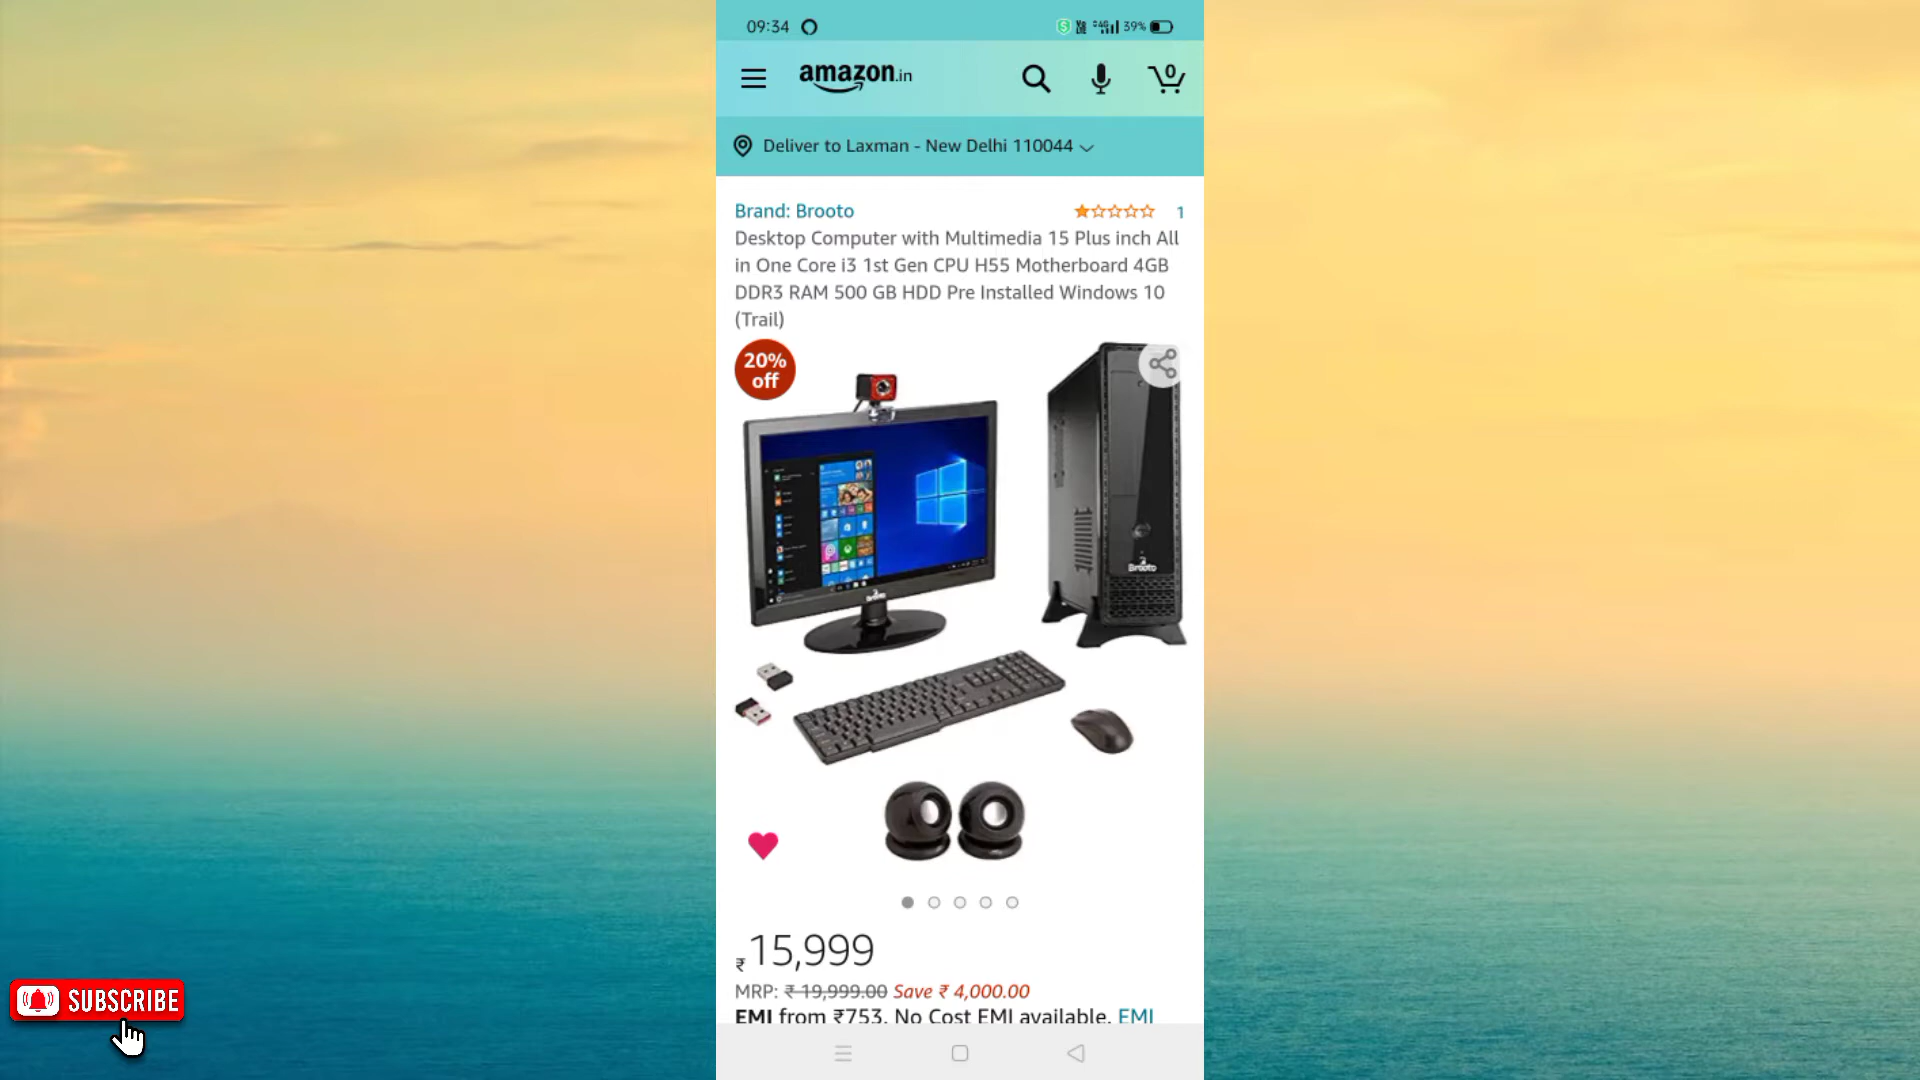 09:34
39%
amazon.in
0
Deliver to Laxman - New Delhi 110044
Brand: Brooto
1
Desktop Computer with Multimedia 15 Plus inch All
in One Core i3 1st Gen CPU H55 Motherboard 4GB
DDR3 RAM 500 GB HDD Pre Installed Windows 10
(Trail)
20%
off
Brooto
Brooto
₹15,999
MRP: ₹ 19,999.00 Save ₹ 4,000.00
EMI from ₹753. No Cost EMI available. EMI
SUBSCRIBE